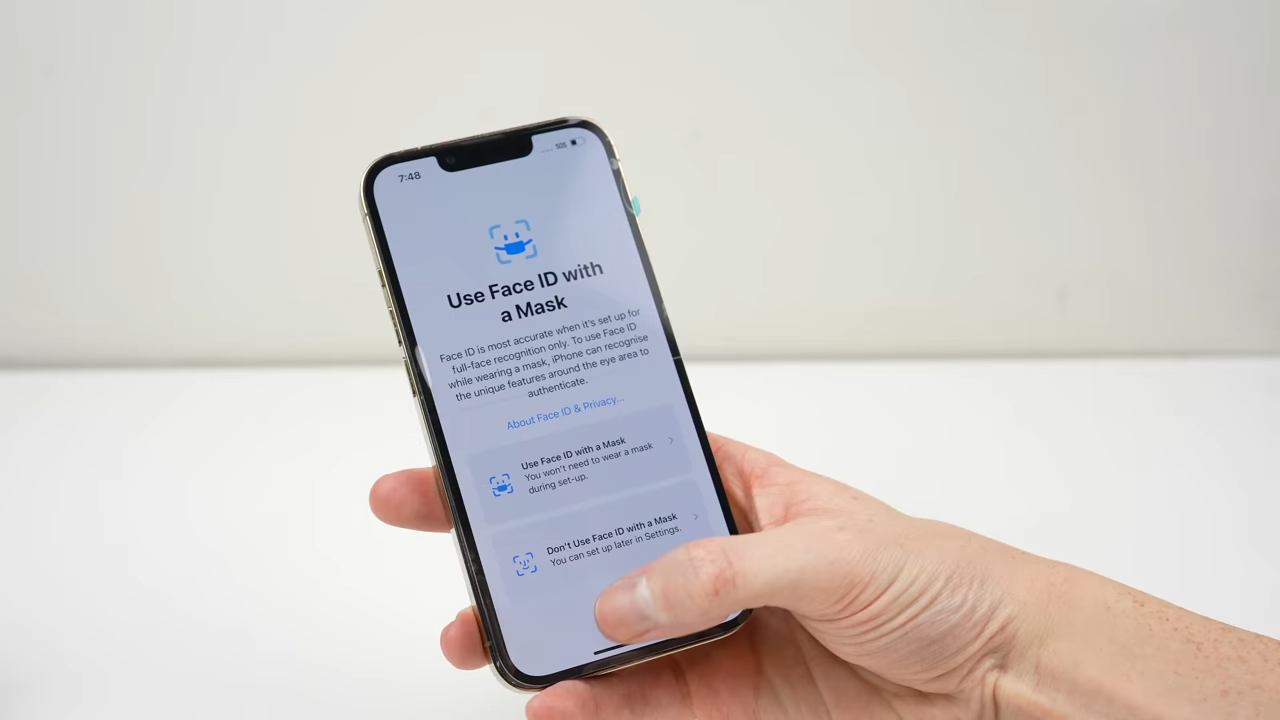 7:48
SOS
Use Face ID with
a Mask
Face ID is most accurate when it's set up for
full-face recognition only. To use Face ID
while wearing a mask, iPhone can recognise
the unique features around the eye area to
authenticate.
About Face ID & Privacy...
Use Face ID with a Mask
You won't need to wear a mask
during set-up.
Don't Use Face ID with a Mask
You can set up later in Settings.